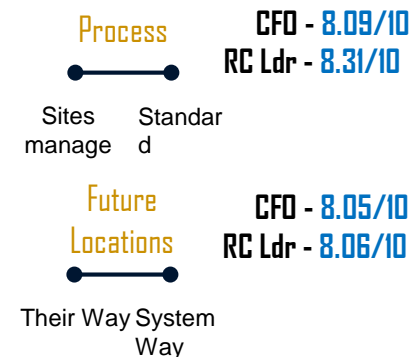 Process
CFO - 8.09/10
RC Ldr - 8.31/10
Sites
manage
Standar
d
Future
Locations
CFO - 8.05/10
RC Ldr - 8.06/10
Their Way
System
Way